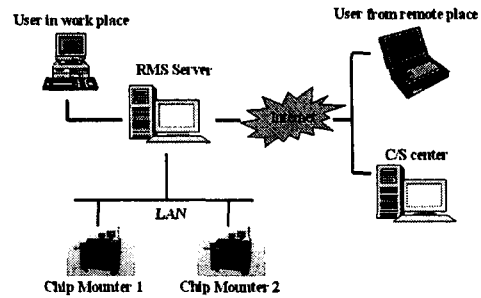 User in work place
User from remote place
RMS Server
Internet
C/S center
LAN
Chip Mounter 1
Chip Mounter 2